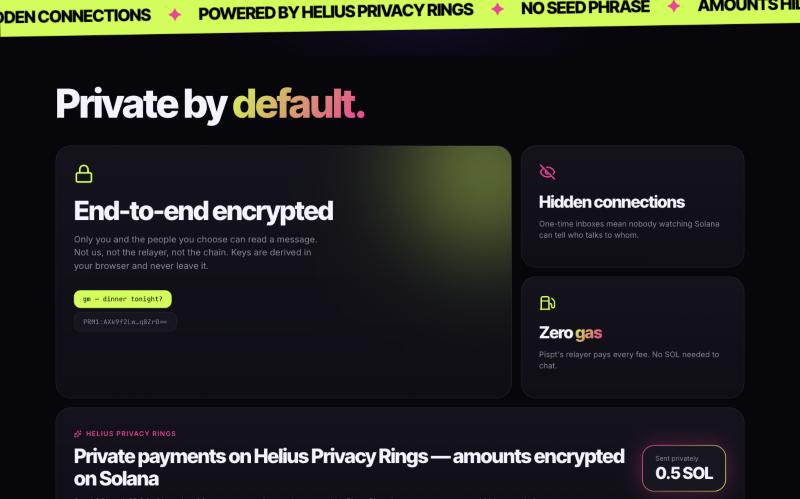 DDEN CONNECTIONS ✦ POWERED BY HELIUS PRIVACY RINGS ✦ NO SEED PHRASE ✦ AMOUNTS HID
Private by default.
End-to-end encrypted
Only you and the people you choose can read a message.
Not us, not the relayer, not the chain. Keys are derived in
your browser and never leave it.
gm — dinner tonight?
PRM1:AXk9f2Lw…q8Zr0==
Hidden connections
One-time inboxes mean nobody watching Solana
can tell who talks to whom.
Zero gas
Pispt's relayer pays every fee. No SOL needed to
chat.
HELIUS PRIVACY RINGS
Private payments on Helius Privacy Rings — amounts encrypted
on Solana
Sent privately
0.5 SOL